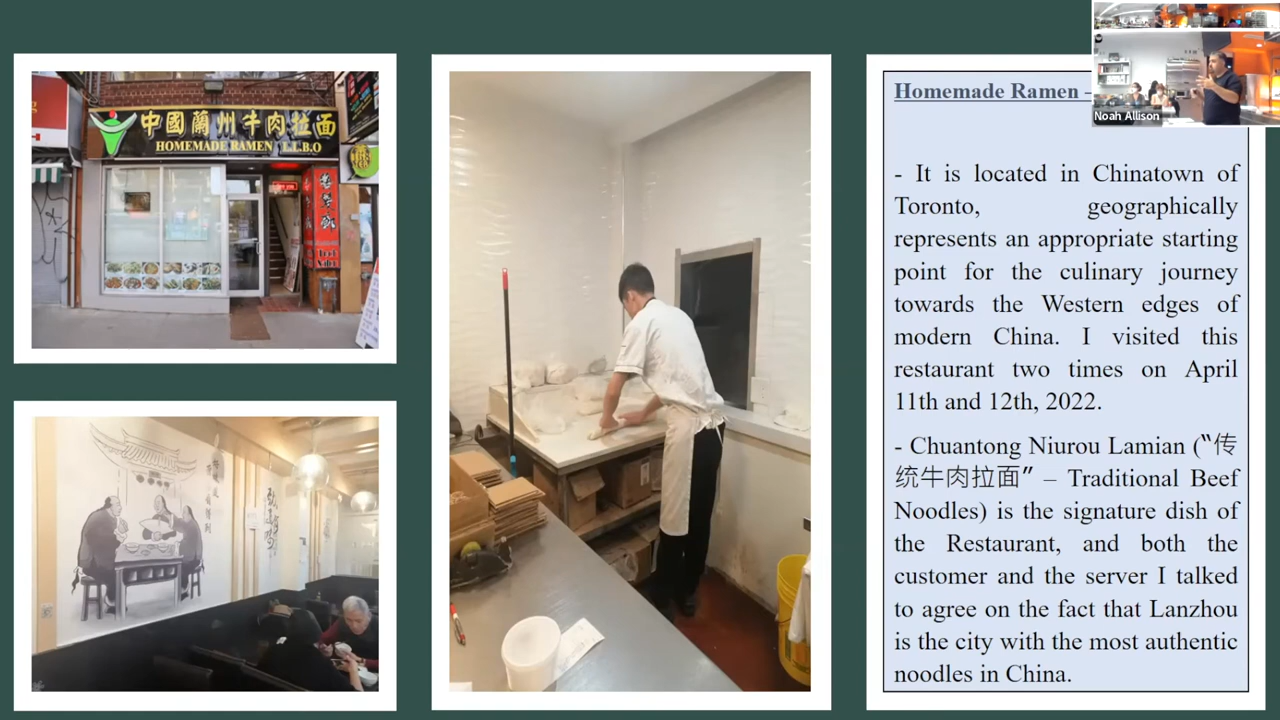 中國蘭州牛肉拉面
HOMEMADE RAMEN
Homemade Ramen -
Noah Allison
- It is located in Chinatown of
Toronto, geographically
represents an appropriate starting
point for the culinary journey
towards the Western edges of
modern China. I visited this
restaurant two times on April
11th and 12th, 2022.
- Chuantong Niurou Lamian (“传
统牛肉拉面” – Traditional Beef
Noodles) is the signature dish of
the Restaurant, and both the
customer and the server I talked
to agree on the fact that Lanzhou
is the city with the most authentic
noodles in China.